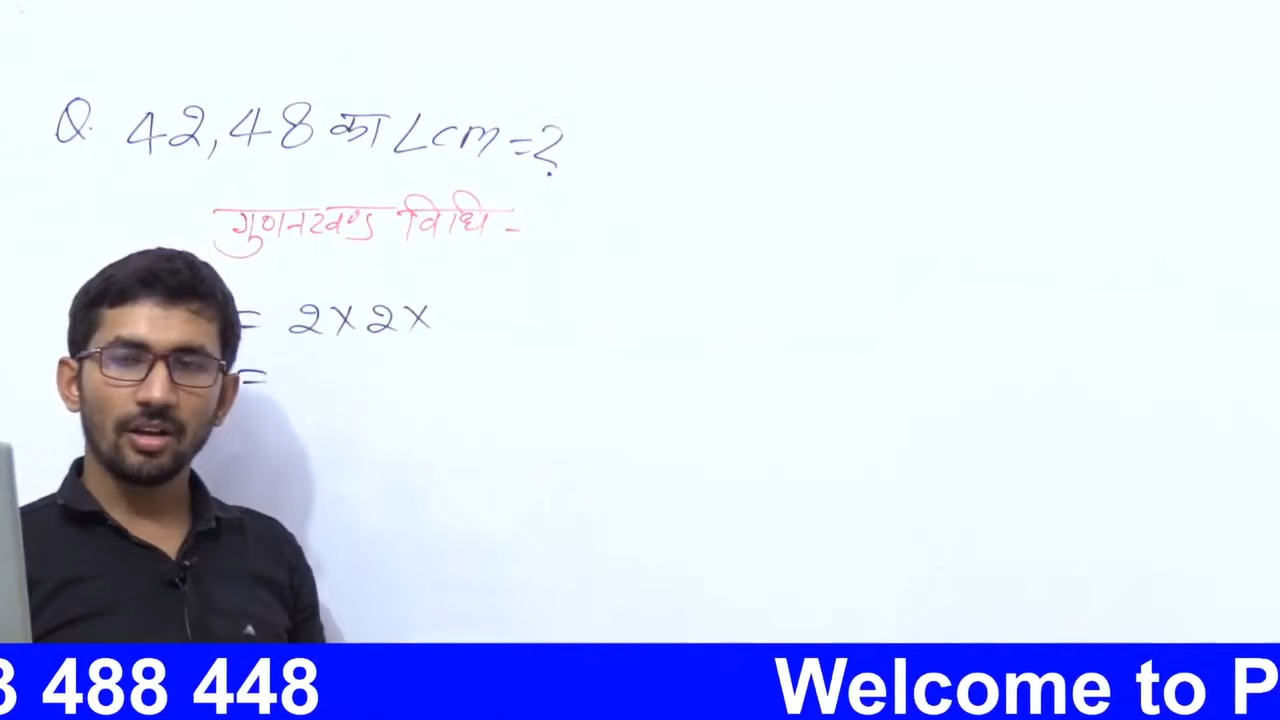 Q. 42, 48 का Lcm = ?
गुणनखण्ड विधि -
= 2 x 2 x
=
3 488 448 Welcome to P